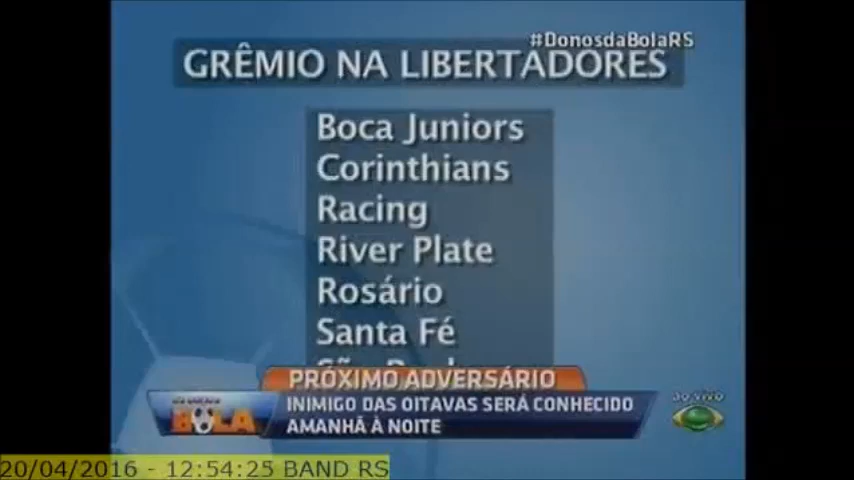 #DonosdaBolaRS
GRÊMIO NA LIBERTADORES
Boca Juniors
Corinthians
Racing
River Plate
Rosário
Santa Fé
PRÓXIMO ADVERSÁRIO
BOLA
INIMIGO DAS OITAVAS SERÁ CONHECIDO
AMANHÃ À NOITE
AO VIVO
20/04/2016 - 12:54:25 BAND RS